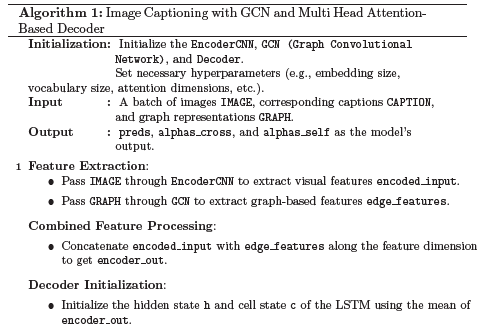 Algorithm 1: Image Captioning with GCN and Multi Head Attention-
Based Decoder
Initialization: Initialize the EncoderCNN, GCN (Graph Convolutional
Network), and Decoder.
Set necessary hyperparameters (e.g., embedding size,
vocabulary size, attention dimensions, etc.).
Input : A batch of images IMAGE, corresponding captions CAPTION,
and graph representations GRAPH.
Output : preds, alphas_cross, and alphas_self as the model's
output.
1 Feature Extraction:
• Pass IMAGE through EncoderCNN to extract visual features encoded_input.
• Pass GRAPH through GCN to extract graph-based features edge_features.
Combined Feature Processing:
• Concatenate encoded_input with edge_features along the feature dimension
to get encoder_out.
Decoder Initialization:
• Initialize the hidden state h and cell state c of the LSTM using the mean of
encoder_out.